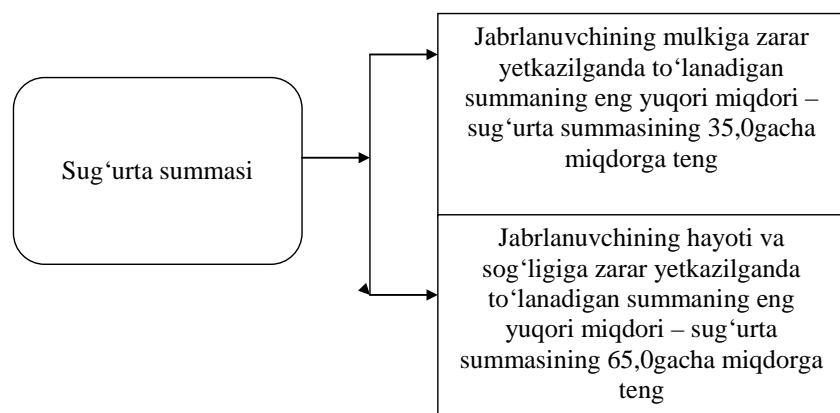 Sug‘urta summasi
Jabrlanuvchining mulkiga zarar
yetkazilganda to‘lanadigan
summaning eng yuqori miqdori –
sug‘urta summasining 35,0gacha
miqdorga teng
Jabrlanuvchining hayoti va
sog‘ligiga zarar yetkazilganda
to‘lanadigan summaning eng
yuqori miqdori – sug‘urta
summasining 65,0gacha miqdorga
teng